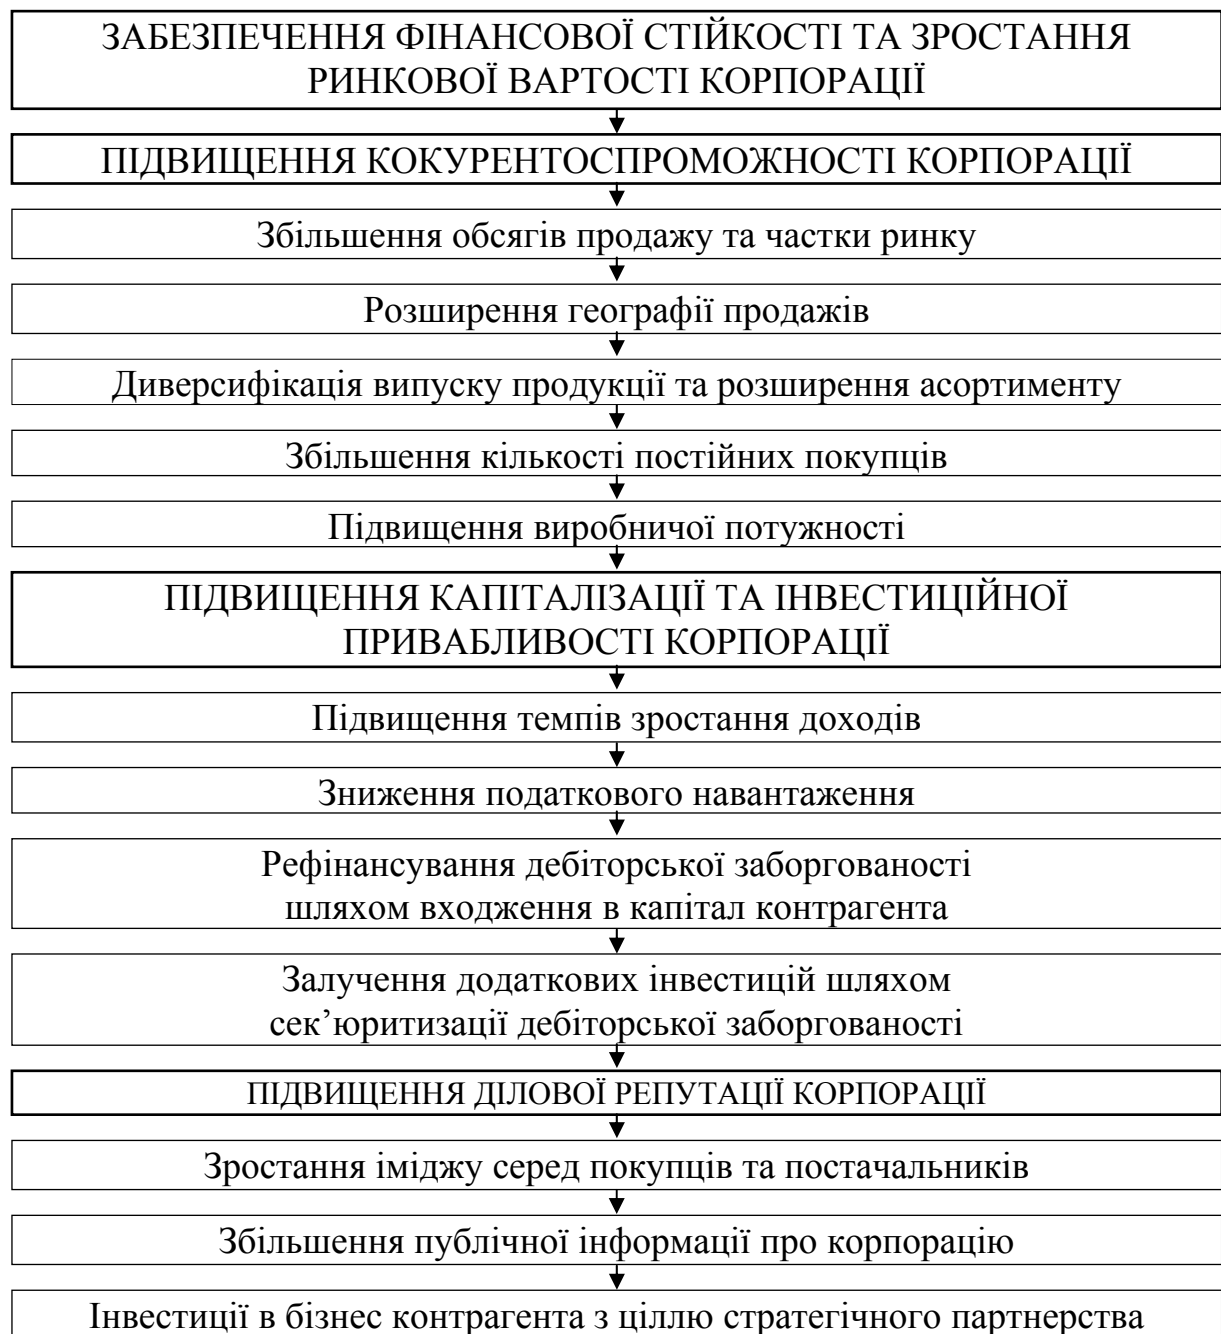 ЗАБЕЗПЕЧЕННЯ ФІНАНСОВОЇ СТІЙКОСТІ ТА ЗРОСТАННЯ
РИНКОВОЇ ВАРТОСТІ КОРПОРАЦІЇ
ПІДВИЩЕННЯ КОКУРЕНТОСПРОМОЖНОСТІ КОРПОРАЦІЇ
Збільшення обсягів продажу та частки ринку
Розширення географії продажів
Диверсифікація випуску продукції та розширення асортименту
Збільшення кількості постійних покупців
Підвищення виробничої потужності
ПІДВИЩЕННЯ КАПІТАЛІЗАЦІЇ ТА ІНВЕСТИЦІЙНОЇ
ПРИВАБЛИВОСТІ КОРПОРАЦІЇ
Підвищення темпів зростання доходів
Зниження податкового навантаження
Рефінансування дебіторської заборгованості
шляхом входження в капітал контрагента
Залучення додаткових інвестицій шляхом
сек’юритизації дебіторської заборгованості
ПІДВИЩЕННЯ ДІЛОВОЇ РЕПУТАЦІЇ КОРПОРАЦІЇ
Зростання іміджу серед покупців та постачальників
Збільшення публічної інформації про корпорацію
Інвестиції в бізнес контрагента з ціллю стратегічного партнерства